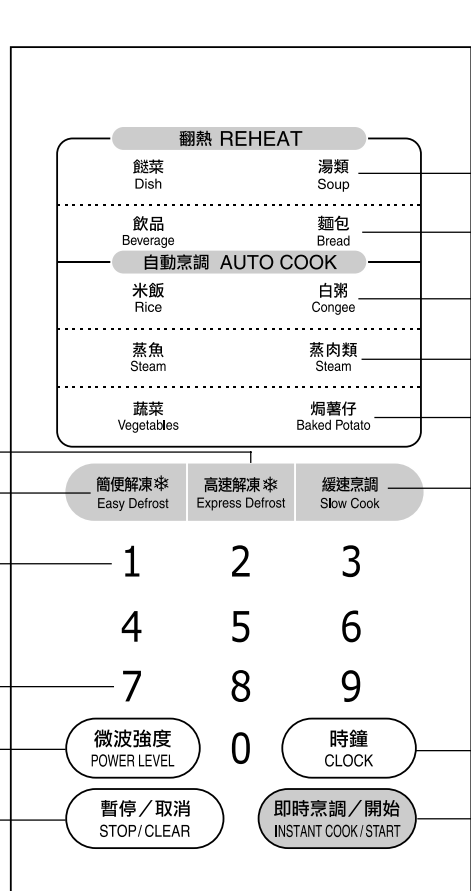 翻熱 REHEAT
餸菜 湯類
Dish Soup
飲品 麵包
Beverage Bread
自動烹調 AUTO COOK
米飯 白粥
Rice Congee
蒸魚 蒸肉類
Steam Steam
蔬菜 焗薯仔
Vegetables Baked Potato
簡便解凍❄ 高速解凍❄ 緩速烹調
Easy Defrost Express Defrost Slow Cook
1 2 3
4 5 6
7 8 9
微波強度 0 時鐘
POWER LEVEL CLOCK
暫停/取消 即時烹調/開始
STOP/CLEAR INSTANT COOK/START